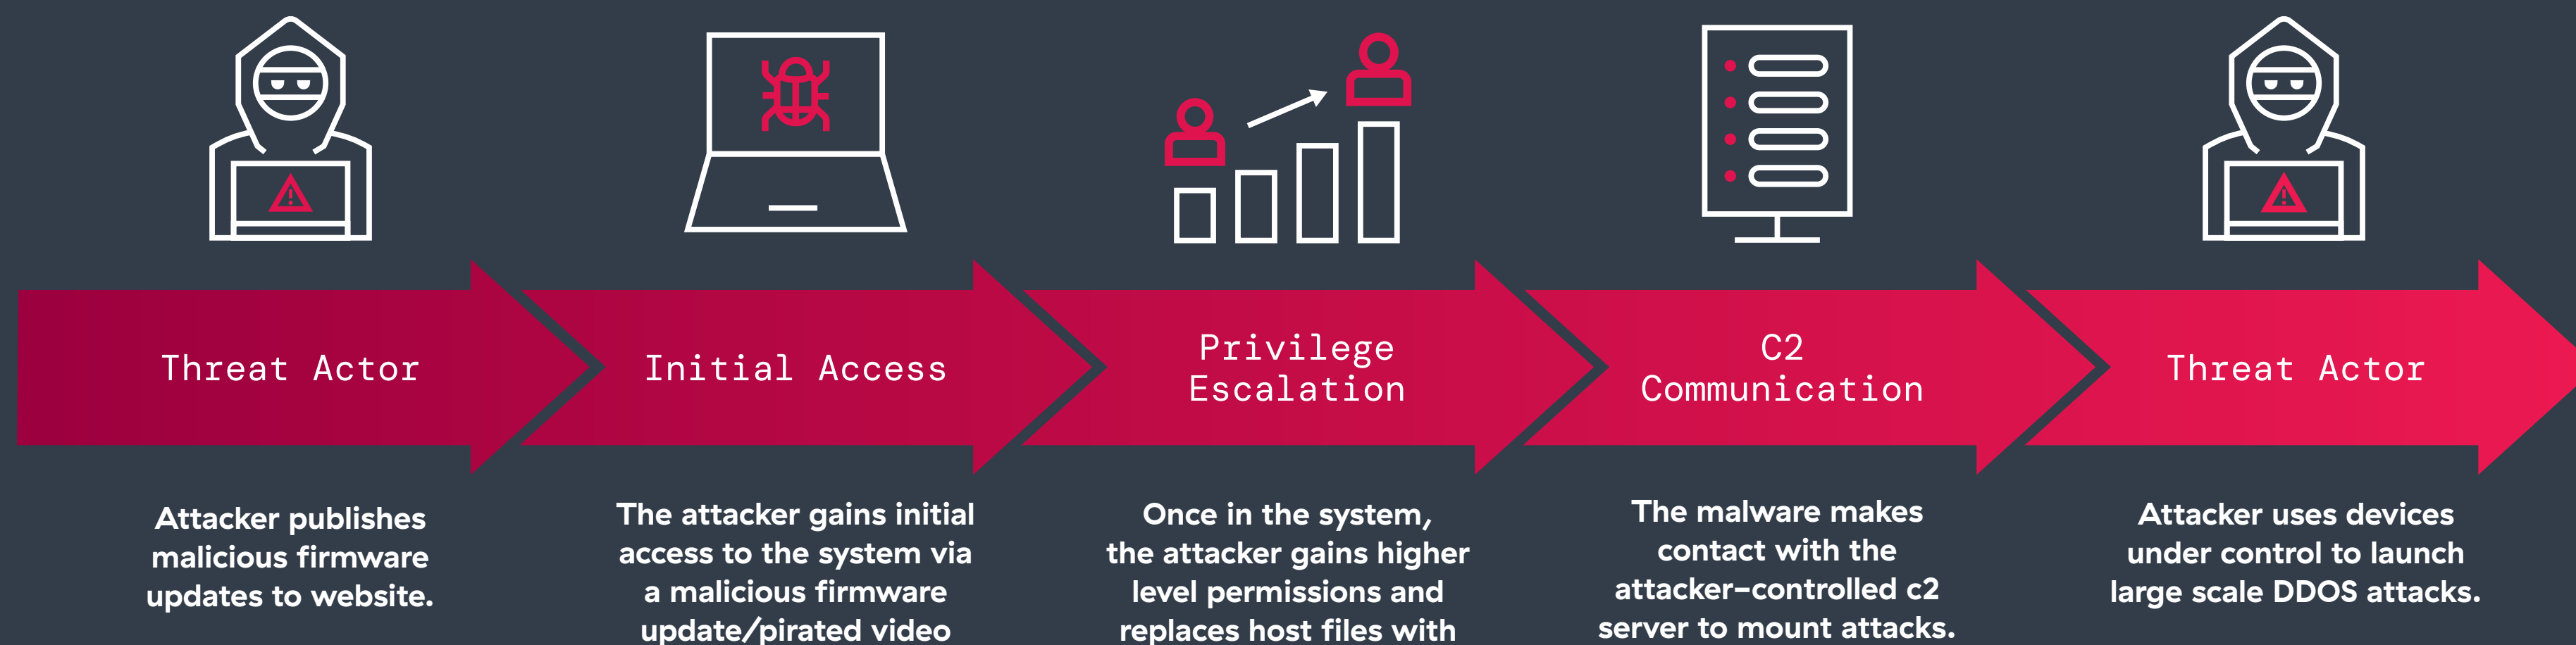 Threat Actor
Initial Access
Privilege
Escalation
C2
Communication
Threat Actor
Attacker publishes
malicious firmware
updates to website.
The attacker gains initial
access to the system via
a malicious firmware
update/pirated video
Once in the system,
the attacker gains higher
level permissions and
replaces host files with
The malware makes
contact with the
attacker-controlled c2
server to mount attacks.
Attacker uses devices
under control to launch
large scale DDOS attacks.